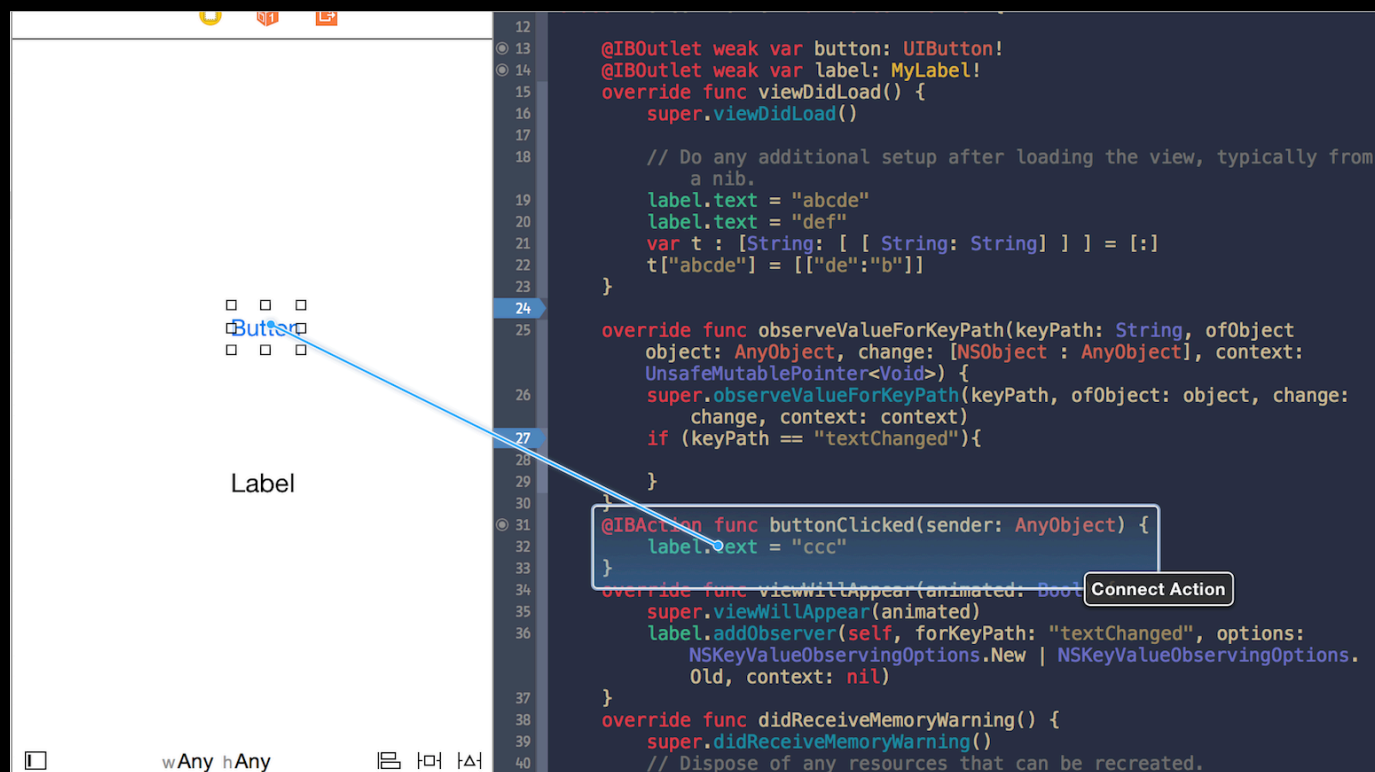 Button
Label
wAny hAny
12
13 @IBOutlet weak var button: UIButton!
14 @IBOutlet weak var label: MyLabel!
15 override func viewDidLoad() {
16 super.viewDidLoad()
17
18 // Do any additional setup after loading the view, typically from
a nib.
19 label.text = "abcde"
20 label.text = "def"
21 var t : [String: [ [ String: String] ] ] = [:]
22 t["abcde"] = [["de":"b"]]
23 }
24
25 override func observeValueForKeyPath(keyPath: String, ofObject
object: AnyObject, change: [NSObject : AnyObject], context:
UnsafeMutablePointer<Void>) {
26 super.observeValueForKeyPath(keyPath, ofObject: object, change:
change, context: context)
27 if (keyPath == "textChanged"){
28
29 }
30 }
31 @IBAction func buttonClicked(sender: AnyObject) {
32 label.text = "ccc"
33 }
Connect Action
34 override func viewWillAppear(animated: Bool
35 super.viewWillAppear(animated)
36 label.addObserver(self, forKeyPath: "textChanged", options:
NSKeyValueObservingOptions.New | NSKeyValueObservingOptions.
Old, context: nil)
37 }
38 override func didReceiveMemoryWarning() {
39 super.didReceiveMemoryWarning()
40 // Dispose of any resources that can be recreated.